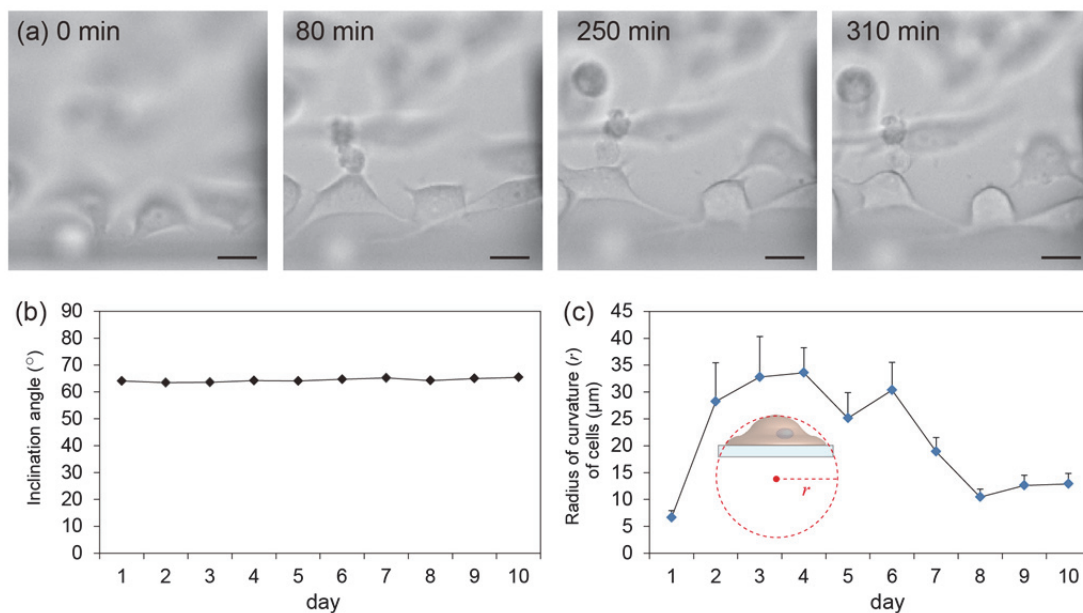 (a) 0 min
80 min
250 min
310 min
(b)
90
80
70
60
50
40
30
20
10
0
Inclination angle (°)
1 2 3 4 5 6 7 8 9 10
day
(c)
45
40
35
30
25
20
15
10
5
0
Radius of curvature (r)
of cells (μm)
r
1 2 3 4 5 6 7 8 9 10
day